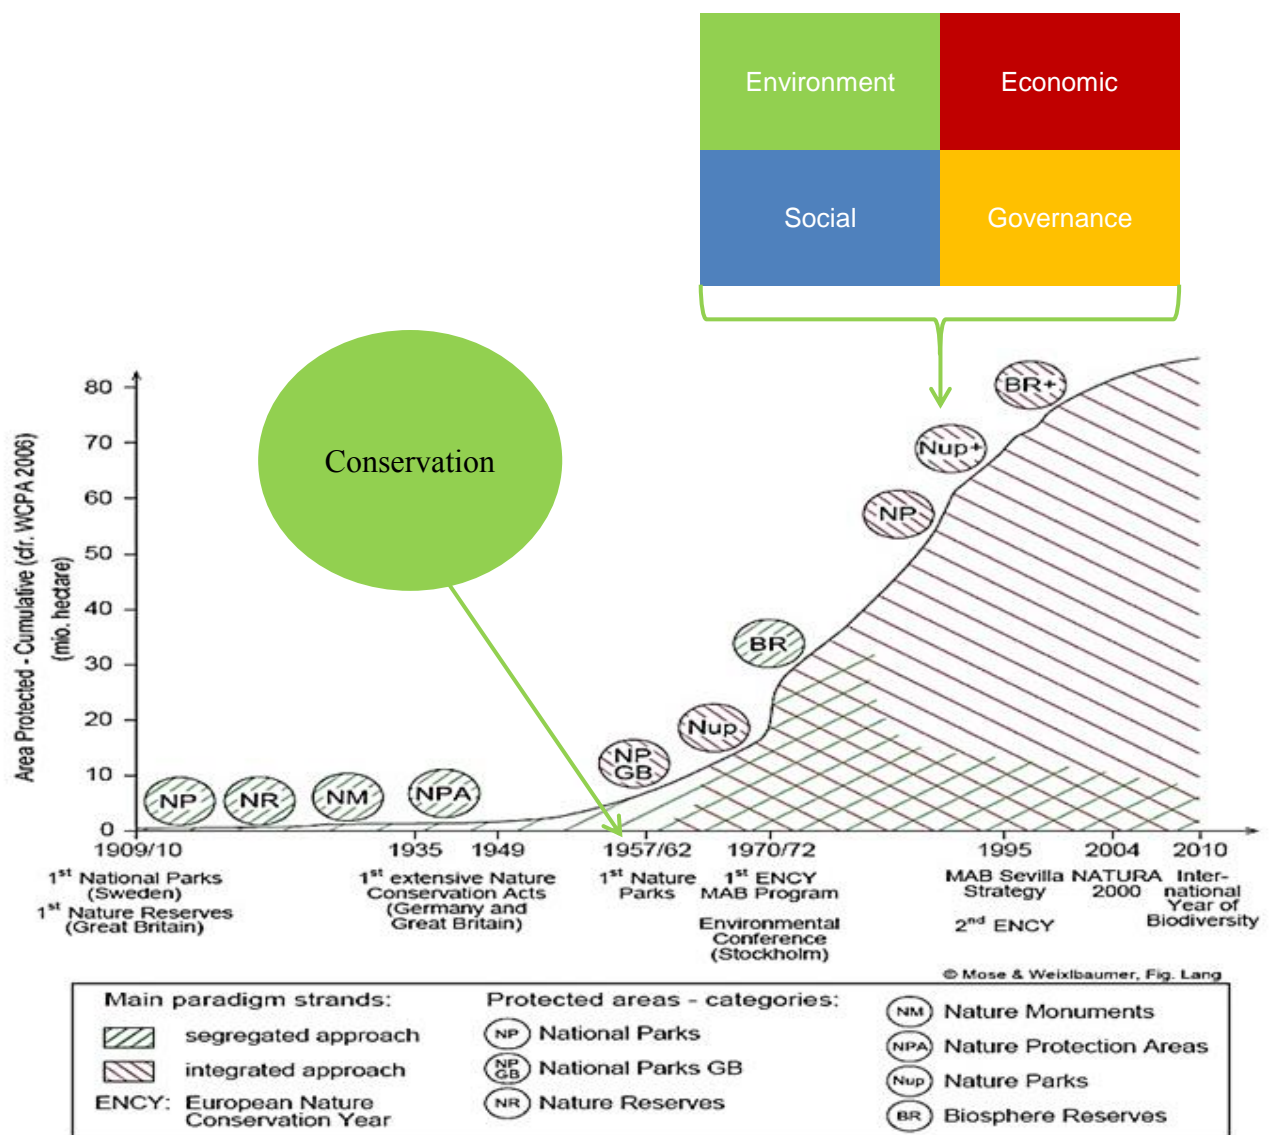 Environment
Economic
Social
Governance
Conservation
Area Protected - Cumulative (cfr. WCPA 2006)
(mio. hectare)
80
70
60
50
40
30
20
10
0
BR+
Nup+
NP
BR
Nup
NP
GB
NP
NR
NM
NPA
1909/10
1st National Parks
(Sweden)
1st Nature Reserves
(Great Britain)
1935
1949
1st extensive Nature
Conservation Acts
(Germany and
Great Britain)
1957/62
1st Nature
Parks
1970/72
1st ENCY
MAB Program
Environmental
Conference
(Stockholm)
1995
MAB Sevilla
Strategy
2nd ENCY
2004
NATURA
2000
2010
Inter-
national
Year of
Biodiversity
© Mose & Weixlbaumer, Fig. Lang
Main paradigm strands:
segregated approach
integrated approach
ENCY: European Nature
Conservation Year
Protected areas - categories:
NP National Parks
NP
GB National Parks GB
NR Nature Reserves
NM Nature Monuments
NPA Nature Protection Areas
Nup Nature Parks
BR Biosphere Reserves